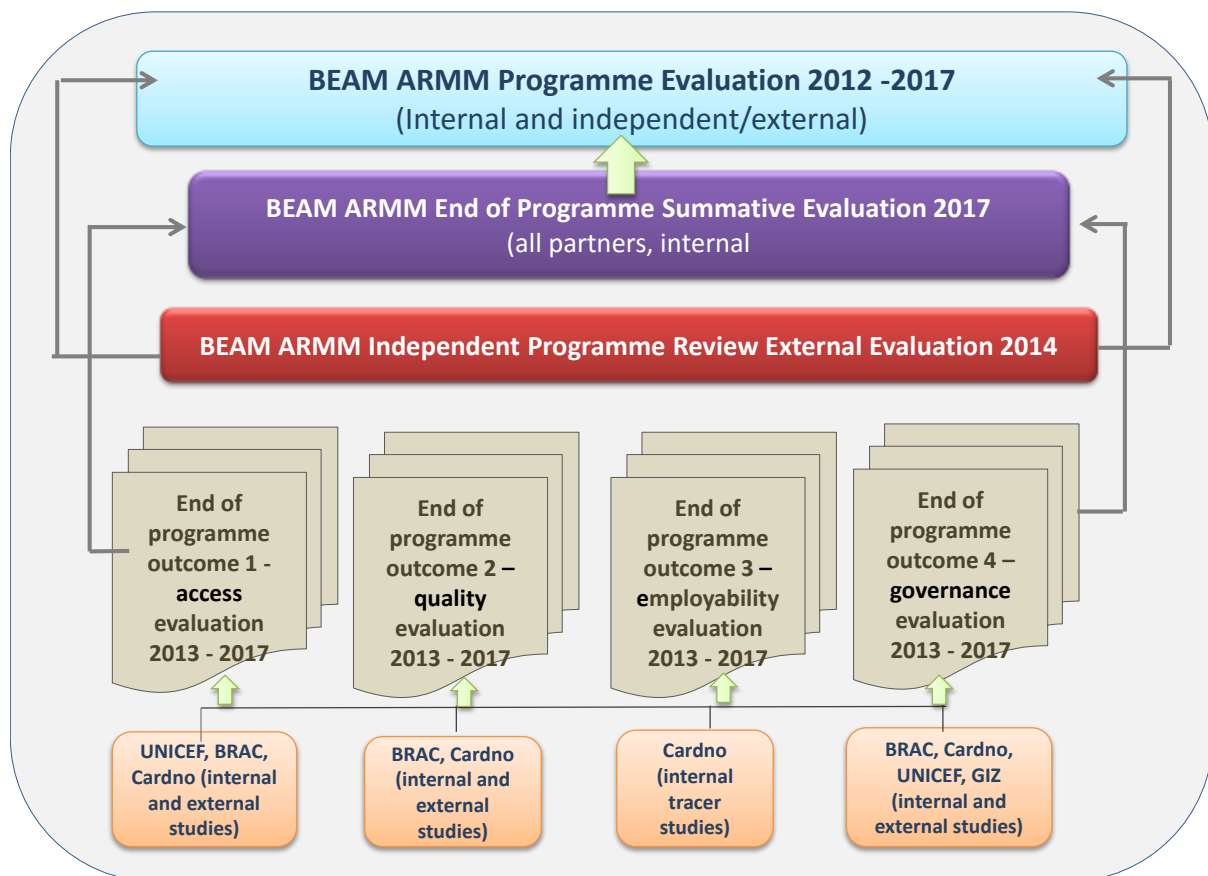 BEAM ARMM Programme Evaluation 2012 -2017
(Internal and independent/external)
BEAM ARMM End of Programme Summative Evaluation 2017
(all partners, internal
BEAM ARMM Independent Programme Review External Evaluation 2014
End of
programme
outcome 1 -
access
evaluation
2013 - 2017
End of
programme
outcome 2 –
quality
evaluation
2013 - 2017
End of
programme
outcome 3 –
employability
evaluation
2013 - 2017
End of
programme
outcome 4 –
governance
evaluation
2013 - 2017
UNICEF, BRAC,
Cardno (internal
and external
studies)
BRAC, Cardno
(internal and
external
studies)
Cardno
(internal
tracer
studies)
BRAC, Cardno,
UNICEF, GIZ
(internal and
external studies)